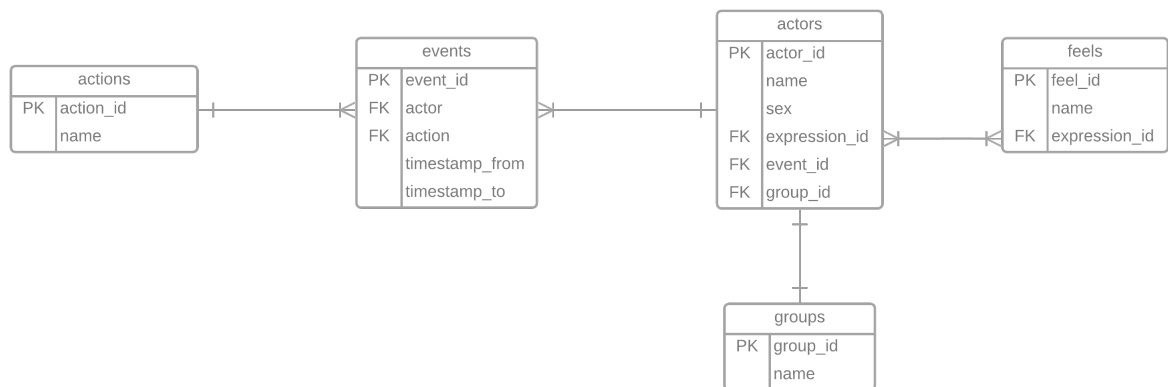 actions
PK action_id
name
events
PK event_id
FK actor
FK action
timestamp_from
timestamp_to
actors
PK actor_id
name
sex
FK expression_id
FK event_id
FK group_id
feels
PK feel_id
name
FK expression_id
groups
PK group_id
name